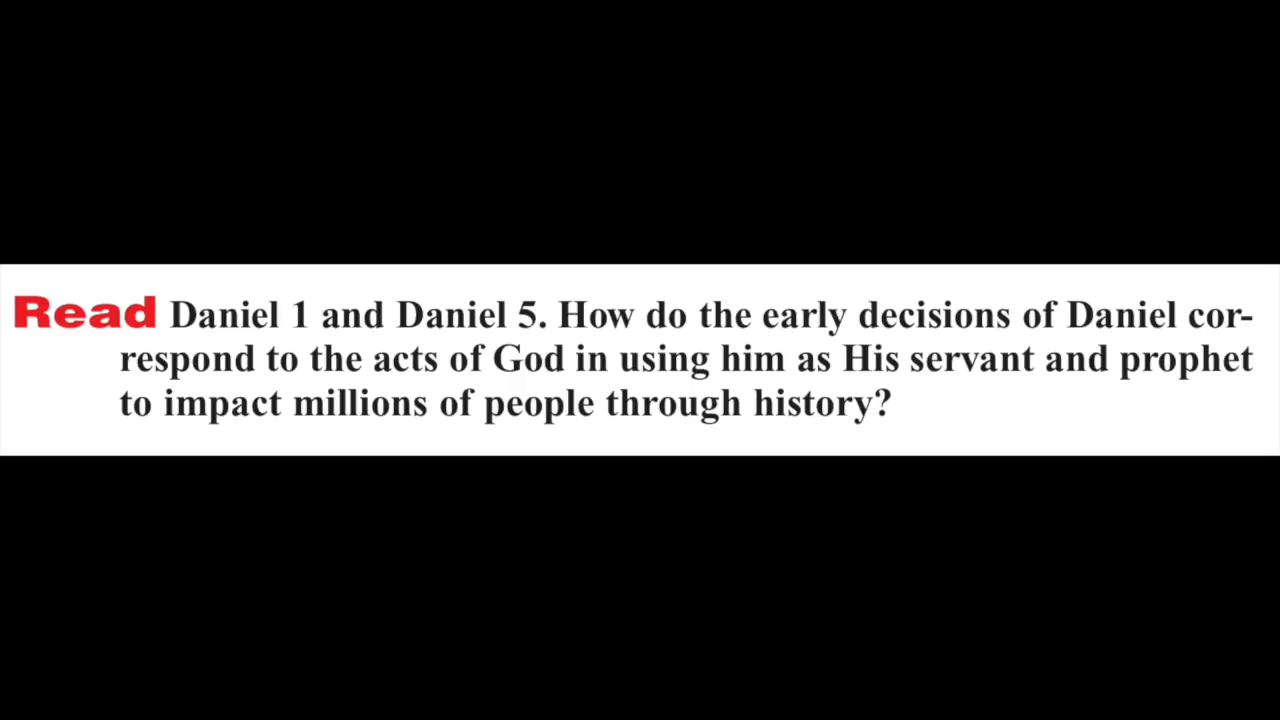 Read Daniel 1 and Daniel 5. How do the early decisions of Daniel cor-
respond to the acts of God in using him as His servant and prophet
to impact millions of people through history?